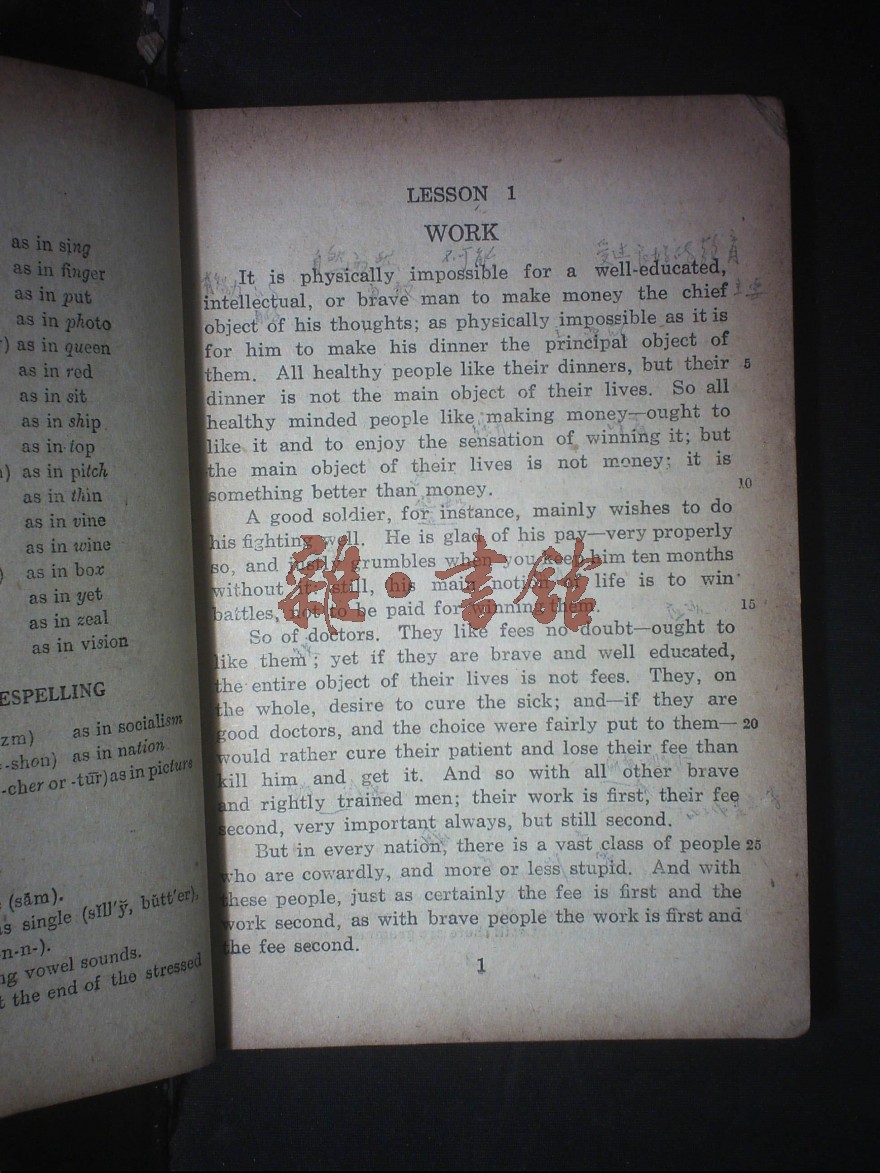 as in sing
as in finger
as in put
as in photo
) as in queen
as in red
as in sit
as in ship
as in top
) as in pitch
as in thin
as in vine
as in wine
) as in box
as in yet
as in zeal
as in vision
ESPELLING
zm) as in socialism
-shon) as in nation
-cher or -tūr) as in picture
(săm).
s single (sĭll′y̆, bŭtt′er),
-n-n-).
ng vowel sounds.
t the end of the stressed
LESSON 1
WORK
It is physically impossible for a well-educated,
intellectual, or brave man to make money the chief
object of his thoughts; as physically impossible as it is
for him to make his dinner the principal object of
them. All healthy people like their dinners, but their 5
dinner is not the main object of their lives. So all
healthy minded people like making money—ought to
like it and to enjoy the sensation of winning it; but
the main object of their lives is not money; it is
something better than money. 10
A good soldier, for instance, mainly wishes to do
his fighting well. He is glad of his pay—very properly
so, and justly grumbles when you keep him ten months
without it; still, his main notion of life is to win
battles, not to be paid for winning them. 15
So of doctors. They like fees no doubt—ought to
like them; yet if they are brave and well educated,
the entire object of their lives is not fees. They, on
the whole, desire to cure the sick; and—if they are
good doctors, and the choice were fairly put to them— 20
would rather cure their patient and lose their fee than
kill him and get it. And so with all other brave
and rightly trained men; their work is first, their fee
second, very important always, but still second.
But in every nation, there is a vast class of people 25
who are cowardly, and more or less stupid. And with
these people, just as certainly the fee is first and the
work second, as with brave people the work is first and
the fee second.
1
雜·書館